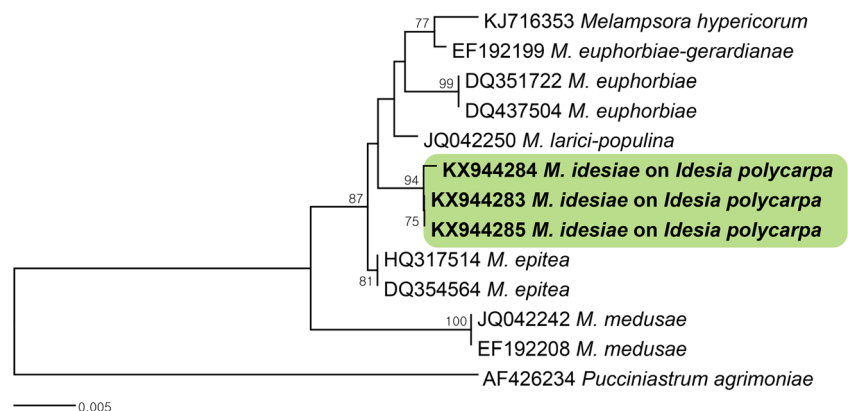 77
KJ716353 Melampsora hypericorum
EF192199 M. euphorbiae-gerardianae
99
DQ351722 M. euphorbiae
DQ437504 M. euphorbiae
JQ042250 M. larici-populina
94
KX944284 M. idesiae on Idesia polycarpa
87
KX944283 M. idesiae on Idesia polycarpa
75
KX944285 M. idesiae on Idesia polycarpa
HQ317514 M. epitea
81
DQ354564 M. epitea
100
JQ042242 M. medusae
EF192208 M. medusae
AF426234 Pucciniastrum agrimoniae
0.005